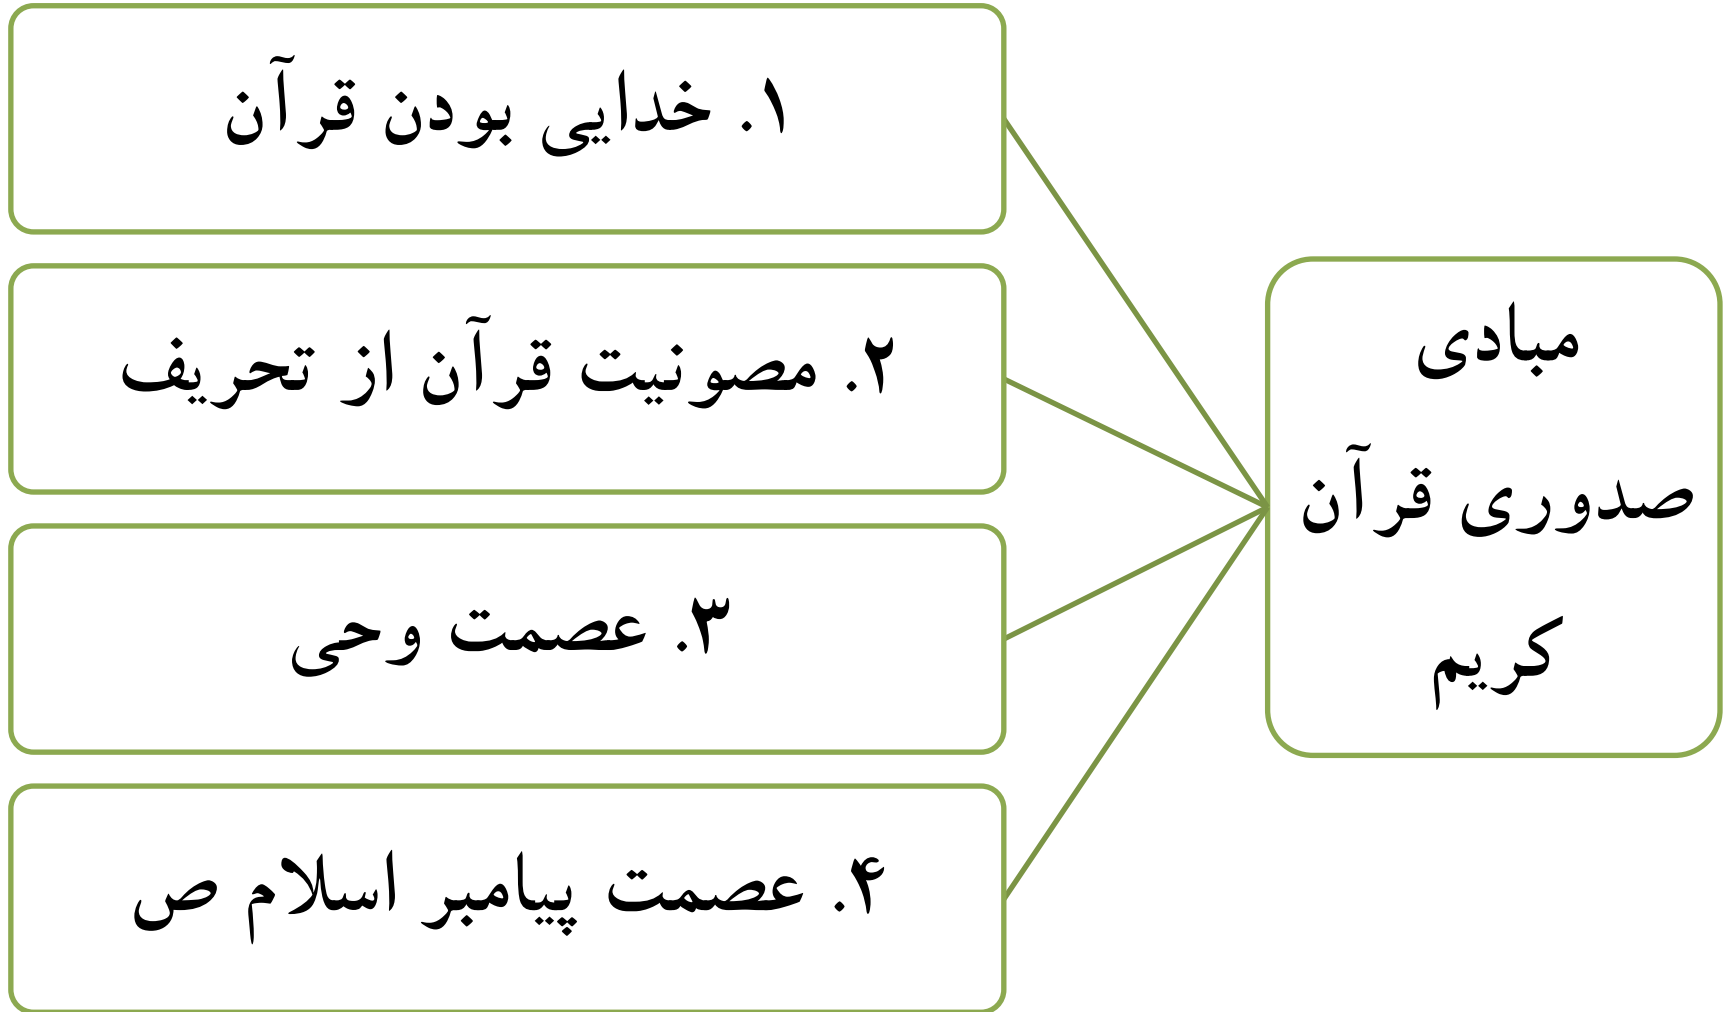 مبادی
صدوری قرآن
کریم
۱. خدایی بودن قرآن
۲. مصونیت قرآن از تحریف
۳. عصمت وحی
۴. عصمت پیامبر اسلام ص